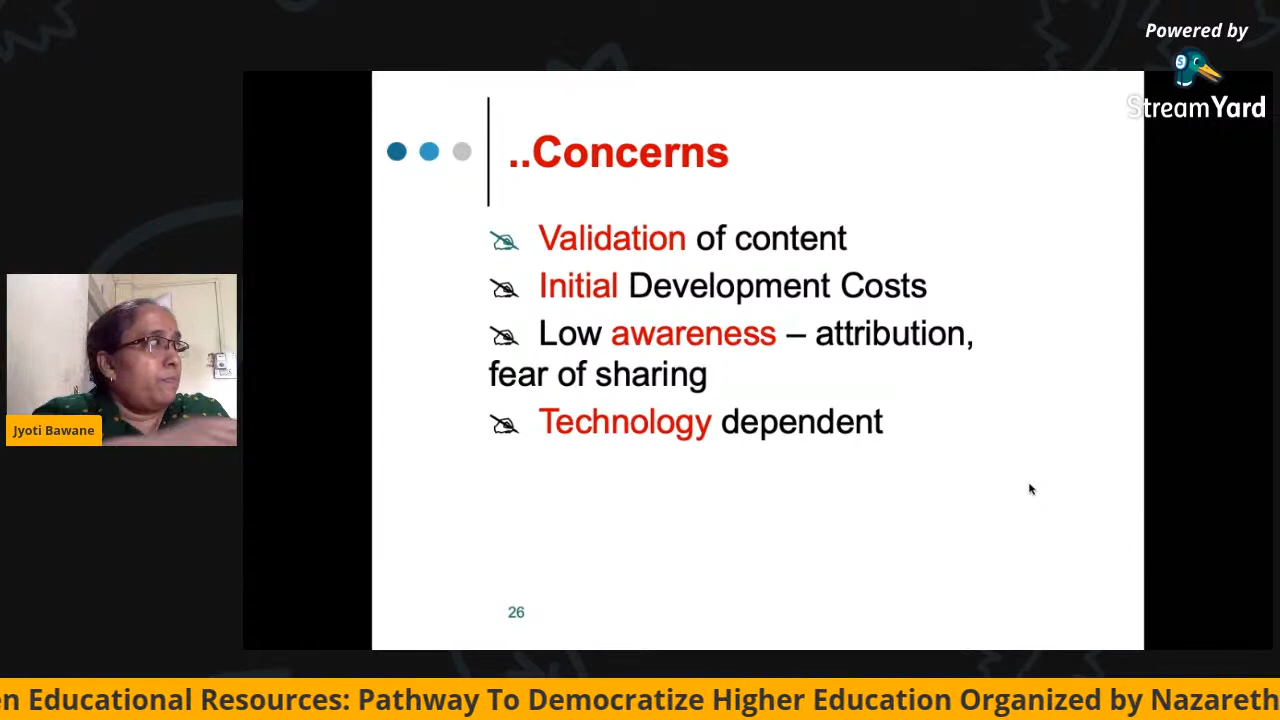 Powered by
StreamYard
..Concerns
Validation of content
Initial Development Costs
Low awareness – attribution,
fear of sharing
Technology dependent
26
Jyoti Bawane
en Educational Resources: Pathway To Democratize Higher Education Organized by Nazareth